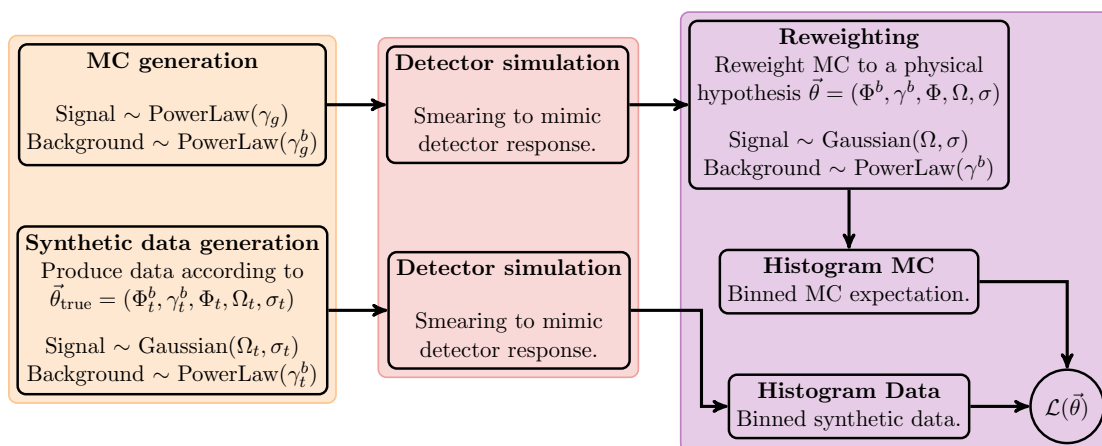 MC generation
Signal ∼ PowerLaw(γ_g)
Background ∼ PowerLaw(γ_g^b)
Detector simulation
Smearing to mimic
detector response.
Reweighting
Reweight MC to a physical
hypothesis θ⃗ = (Φ^b, γ^b, Φ, Ω, σ)
Signal ∼ Gaussian(Ω, σ)
Background ∼ PowerLaw(γ^b)
Synthetic data generation
Produce data according to
θ⃗_true = (Φ_t^b, γ_t^b, Φ_t, Ω_t, σ_t)
Signal ∼ Gaussian(Ω_t, σ_t)
Background ∼ PowerLaw(γ_t^b)
Detector simulation
Smearing to mimic
detector response.
Histogram MC
Binned MC expectation.
Histogram Data
Binned synthetic data.
ℒ(θ⃗)